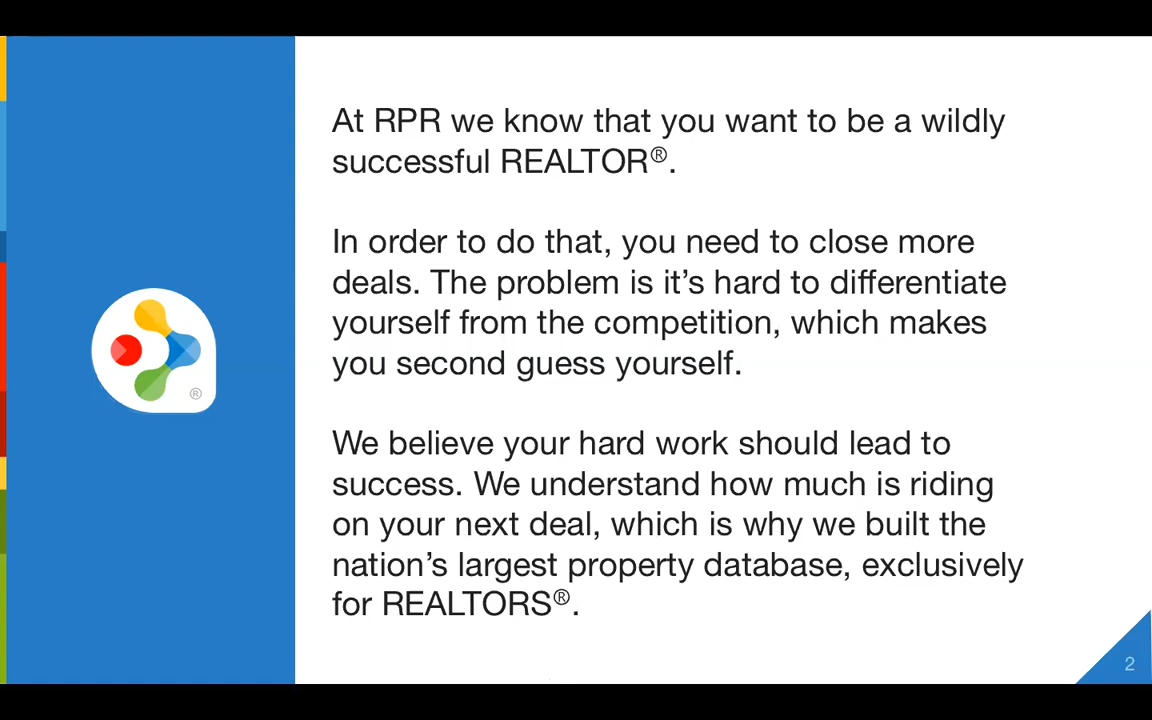 At RPR we know that you want to be a wildly
successful REALTOR®.
In order to do that, you need to close more
deals. The problem is it’s hard to differentiate
yourself from the competition, which makes
you second guess yourself.
We believe your hard work should lead to
success. We understand how much is riding
on your next deal, which is why we built the
nation’s largest property database, exclusively
for REALTORS®.
®
2